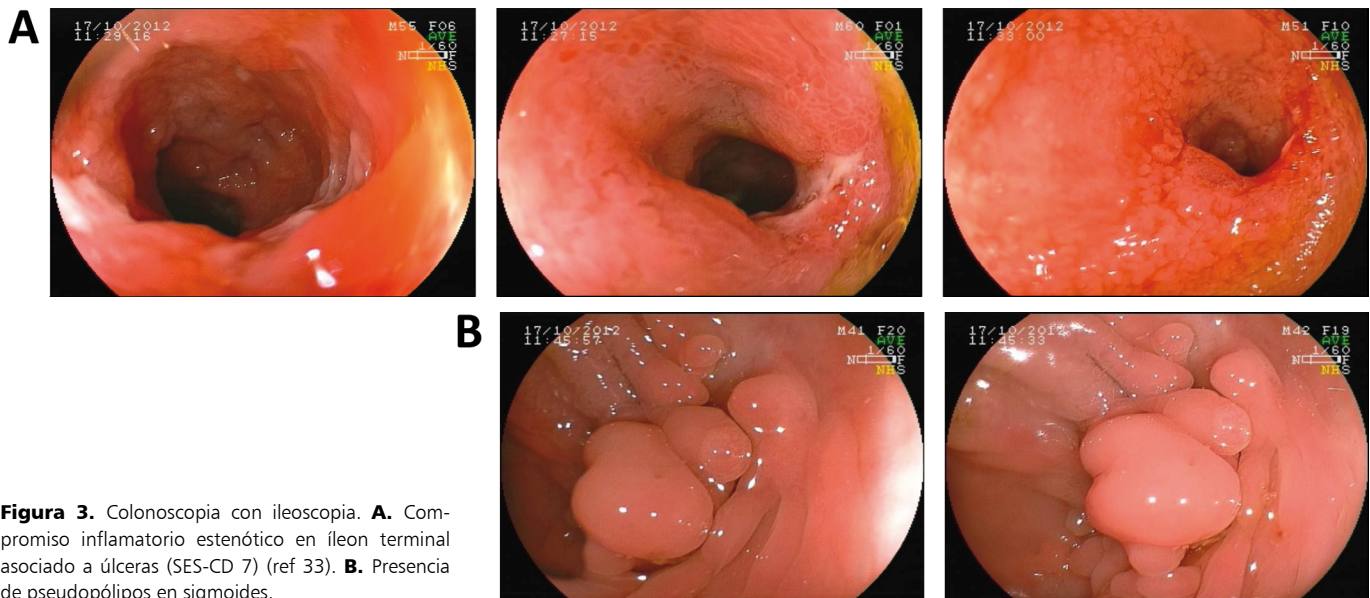 A
17/10/2012
11:29:16
M55 F06
AVE
1/60
N F
NHS
17/10/2012
11:27:15
M60 F01
AVE
1/60
N F
NHS
17/10/2012
11:33:00
M51 F10
AVE
1/60
N F
NHS
B
17/10/2012
11:45:57
M41 F20
AVE
1/60
N F
NHS
17/10/2012
11:45:33
M42 F19
AVE
1/60
N F
NHS
Figura 3. Colonoscopia con ileoscopia. A. Com-
promiso inflamatorio estenótico en íleon terminal
asociado a úlceras (SES-CD 7) (ref 33). B. Presencia
de pseudopólipos en sigmoides.